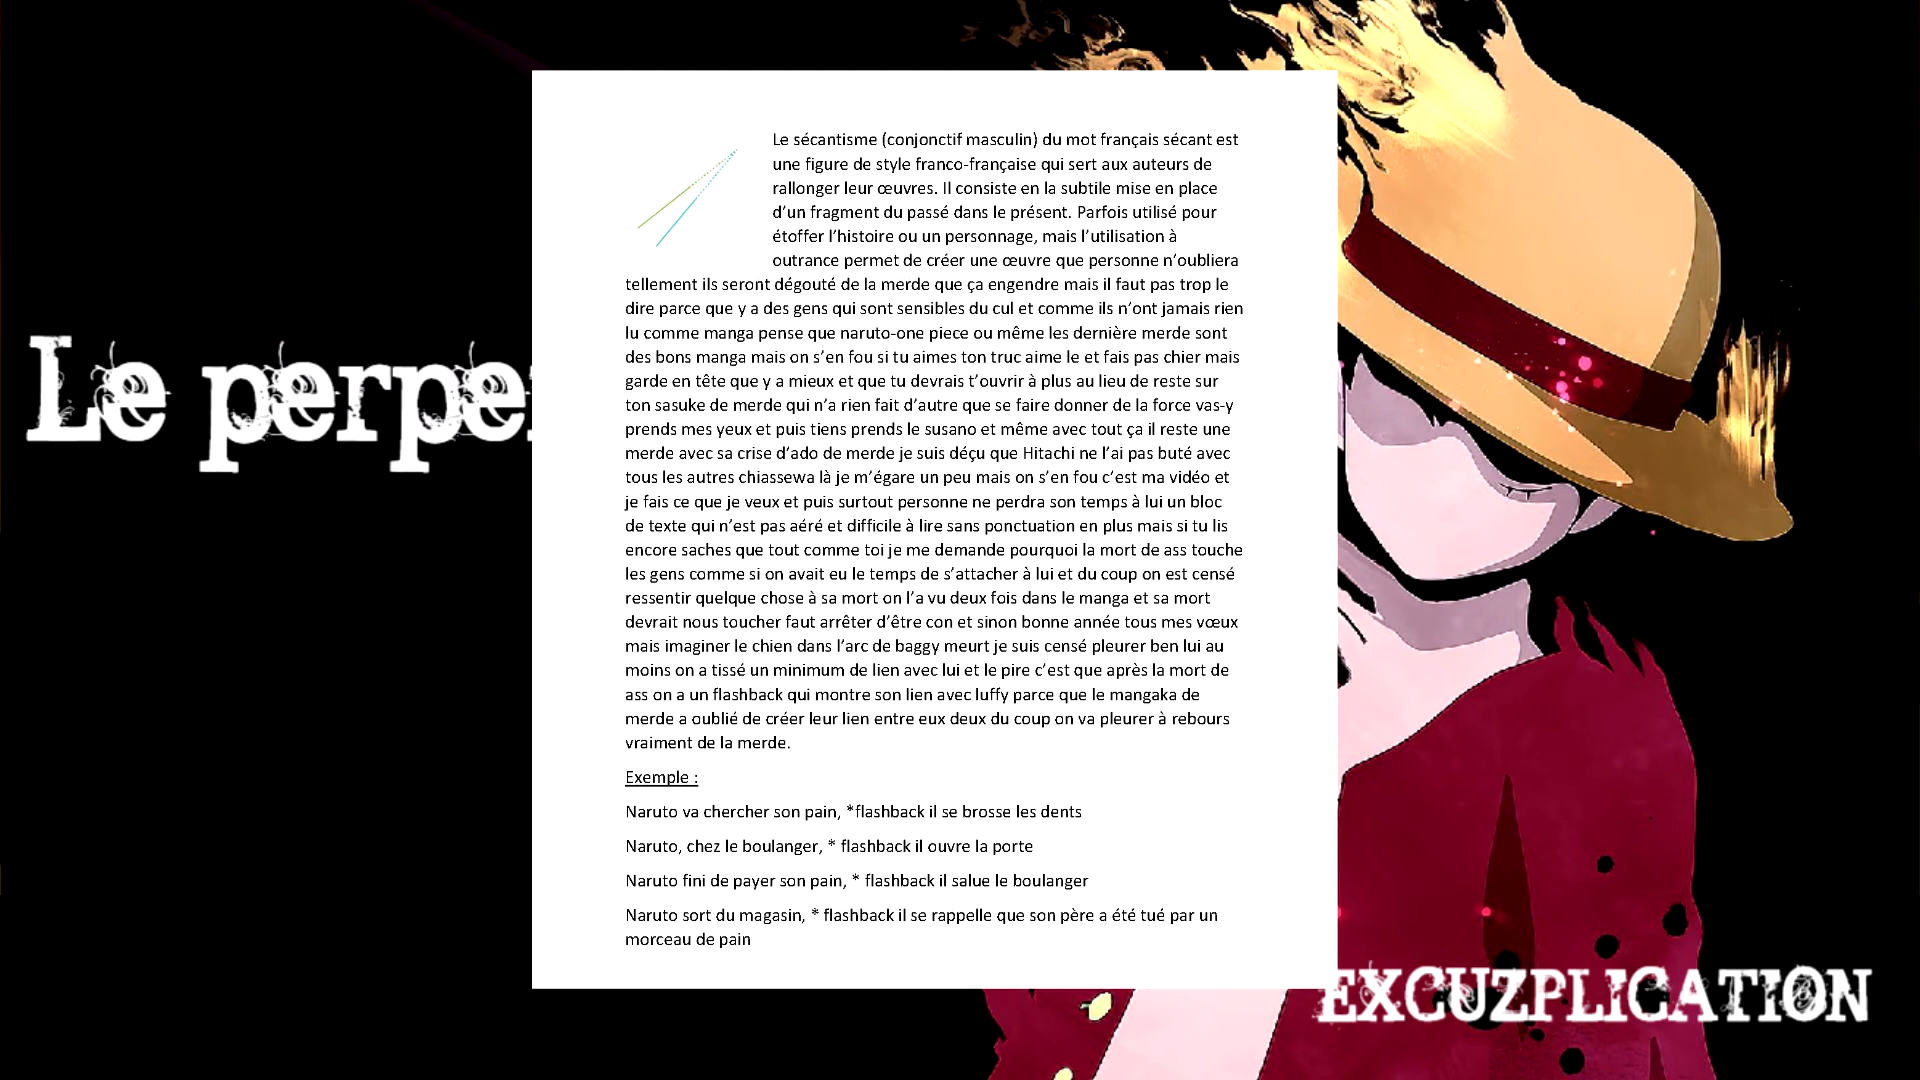 Le sécantisme (conjonctif masculin) du mot français sécant est
une figure de style franco-française qui sert aux auteurs de
rallonger leur œuvres. Il consiste en la subtile mise en place
d’un fragment du passé dans le présent. Parfois utilisé pour
étoffer l’histoire ou un personnage, mais l’utilisation à
outrance permet de créer une œuvre que personne n’oubliera
tellement ils seront dégouté de la merde que ça engendre mais il faut pas trop le
dire parce que y a des gens qui sont sensibles du cul et comme ils n’ont jamais rien
lu comme manga pense que naruto-one piece ou même les dernière merde sont
des bons manga mais on s’en fou si tu aimes ton truc aime le et fais pas chier mais
garde en tête que y a mieux et que tu devrais t’ouvrir à plus au lieu de reste sur
ton sasuke de merde qui n’a rien fait d’autre que se faire donner de la force vas-y
prends mes yeux et puis tiens prends le susano et même avec tout ça il reste une
merde avec sa crise d’ado de merde je suis déçu que Hitachi ne l’ai pas buté avec
tous les autres chiassewa là je m’égare un peu mais on s’en fou c’est ma vidéo et
je fais ce que je veux et puis surtout personne ne perdra son temps à lui un bloc
de texte qui n’est pas aéré et difficile à lire sans ponctuation en plus mais si tu lis
encore saches que tout comme toi je me demande pourquoi la mort de ass touche
les gens comme si on avait eu le temps de s’attacher à lui et du coup on est censé
ressentir quelque chose à sa mort on l’a vu deux fois dans le manga et sa mort
devrait nous toucher faut arrêter d’être con et sinon bonne année tous mes vœux
mais imaginer le chien dans l’arc de baggy meurt je suis censé pleurer ben lui au
moins on a tissé un minimum de lien avec lui et le pire c’est que après la mort de
ass on a un flashback qui montre son lien avec luffy parce que le mangaka de
merde a oublié de créer leur lien entre eux deux du coup on va pleurer à rebours
vraiment de la merde.
Exemple :
Naruto va chercher son pain, *flashback il se brosse les dents
Naruto, chez le boulanger, * flashback il ouvre la porte
Naruto fini de payer son pain, * flashback il salue le boulanger
Naruto sort du magasin, * flashback il se rappelle que son père a été tué par un
morceau de pain
Le perpe
EXCUZPLICATION